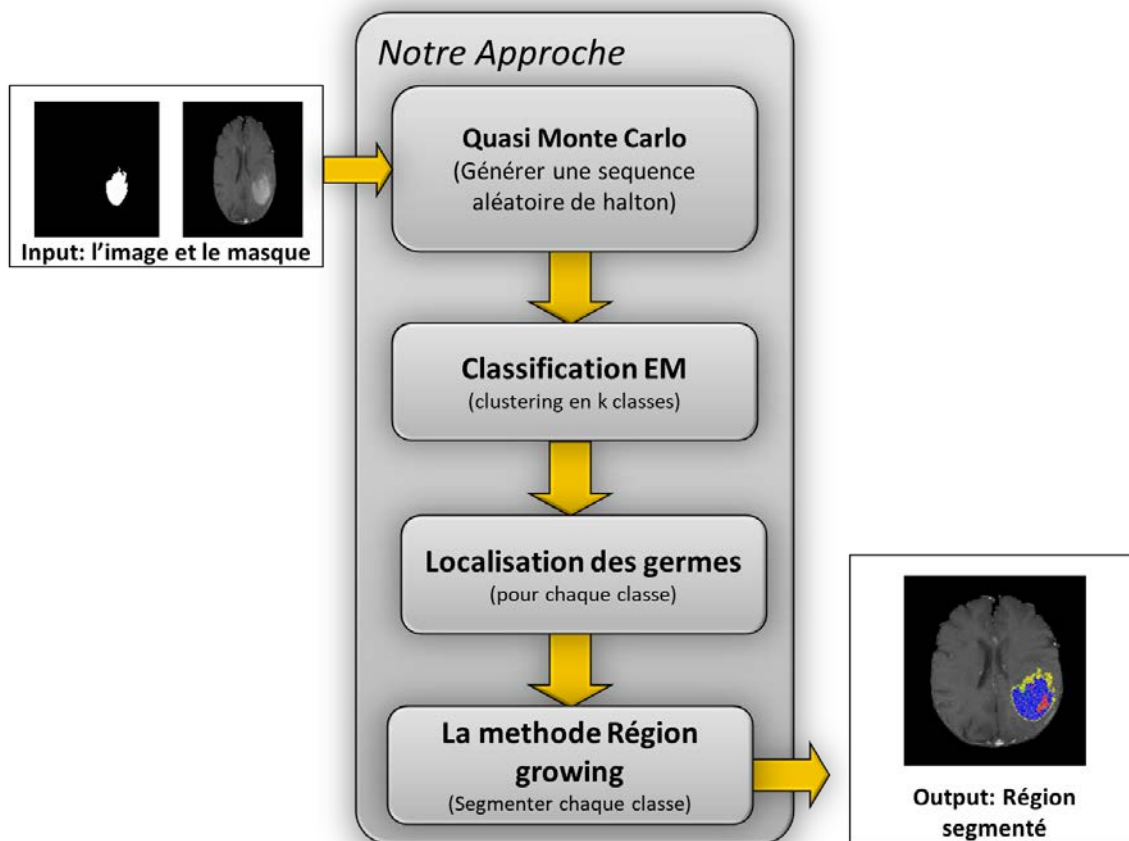 Notre Approche
Input: l'image et le masque
Quasi Monte Carlo
(Générer une sequence
aléatoire de halton)
Classification EM
(clustering en k classes)
Localisation des germes
(pour chaque classe)
La methode Région
growing
(Segmenter chaque classe)
Output: Région
segmenté